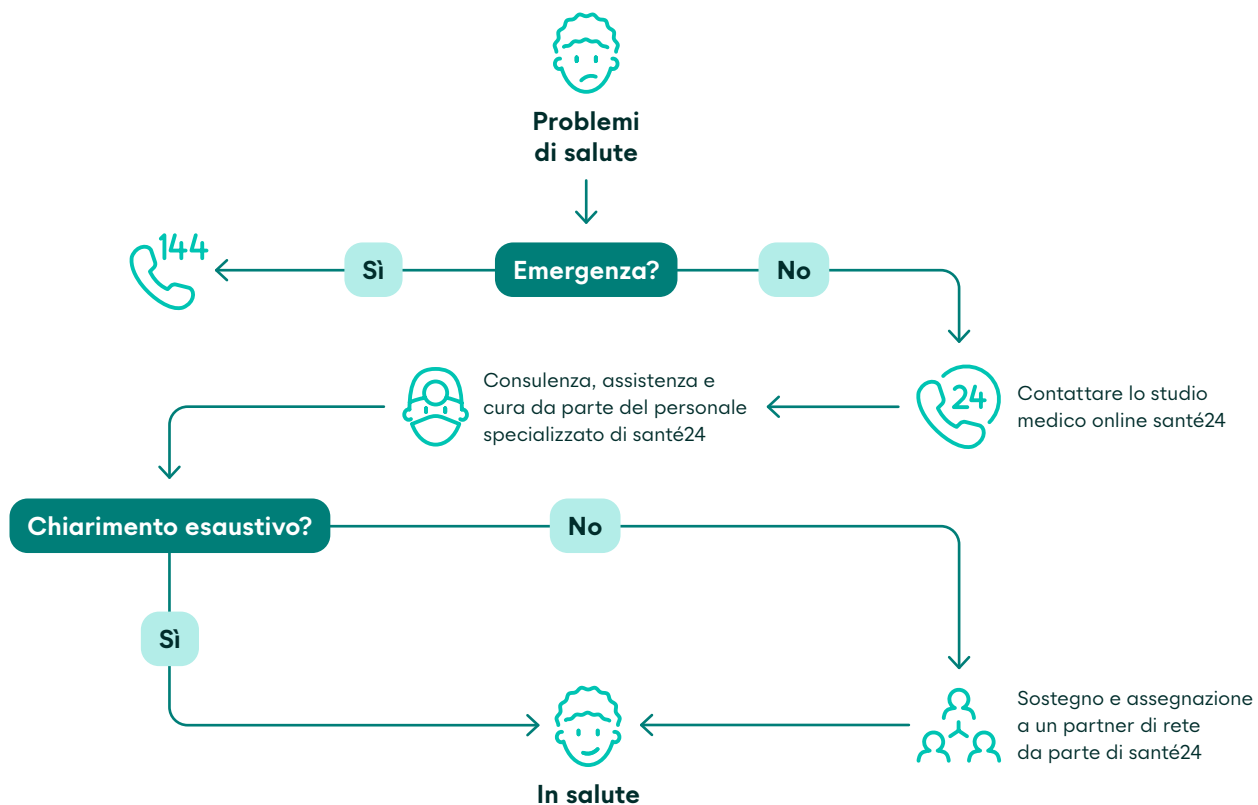 Problemi
di salute
144
Sì
Emergenza?
No
Consulenza, assistenza e
cura da parte del personale
specializzato di santé24
24
Contattare lo studio
medico online santé24
Chiarimento esaustivo?
No
Sì
Sostegno e assegnazione
a un partner di rete
da parte di santé24
In salute